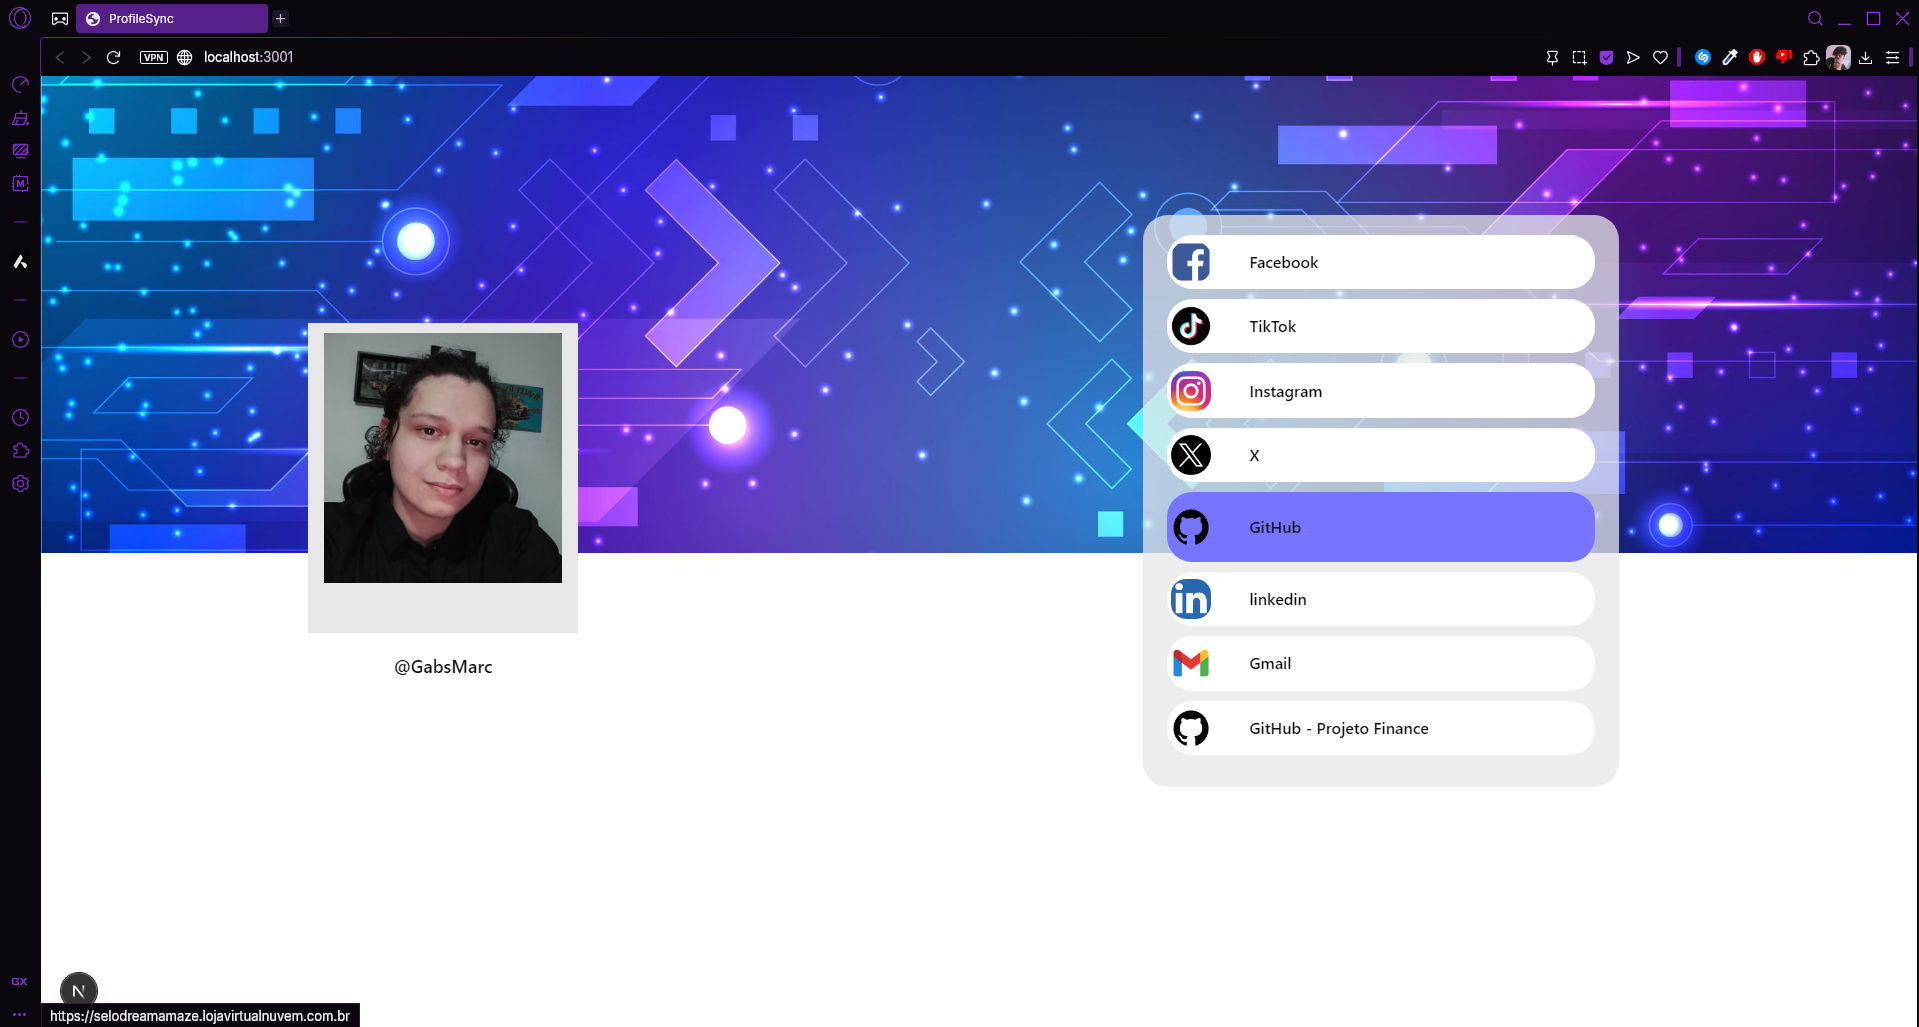 ProfileSync
VPN
localhost:3001
M
Facebook
TikTok
Instagram
X
GitHub
in
linkedin
Gmail
GitHub - Projeto Finance
@GabsMarc
GX
N
https://selodreamamaze.lojavirtualnuvem.com.br